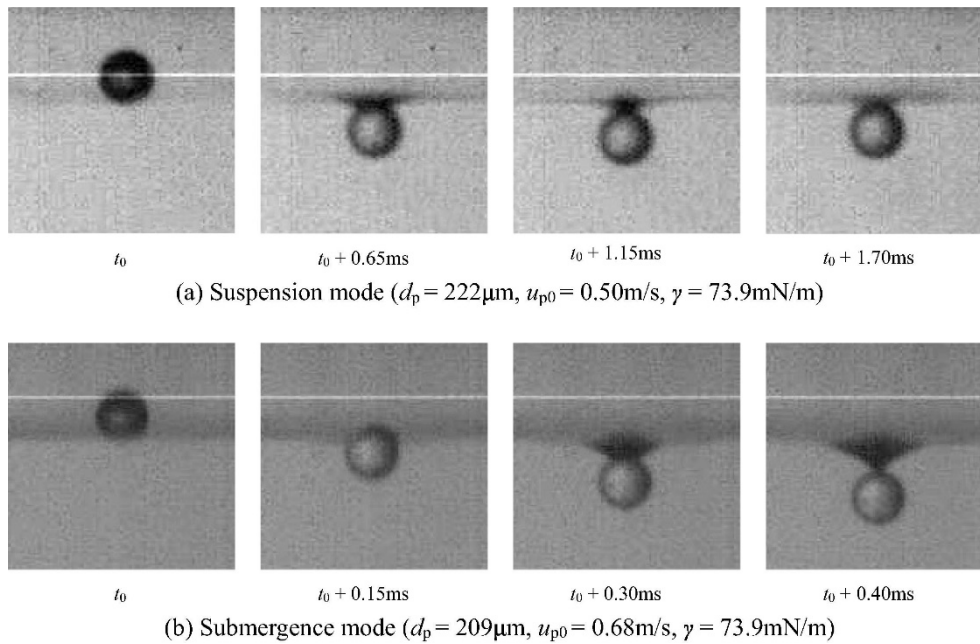 t₀ t₀ + 0.65ms t₀ + 1.15ms t₀ + 1.70ms
(a) Suspension mode (dₚ = 222μm, uₚ₀ = 0.50m/s, γ = 73.9mN/m)
t₀ t₀ + 0.15ms t₀ + 0.30ms t₀ + 0.40ms
(b) Submergence mode (dₚ = 209μm, uₚ₀ = 0.68m/s, γ = 73.9mN/m)